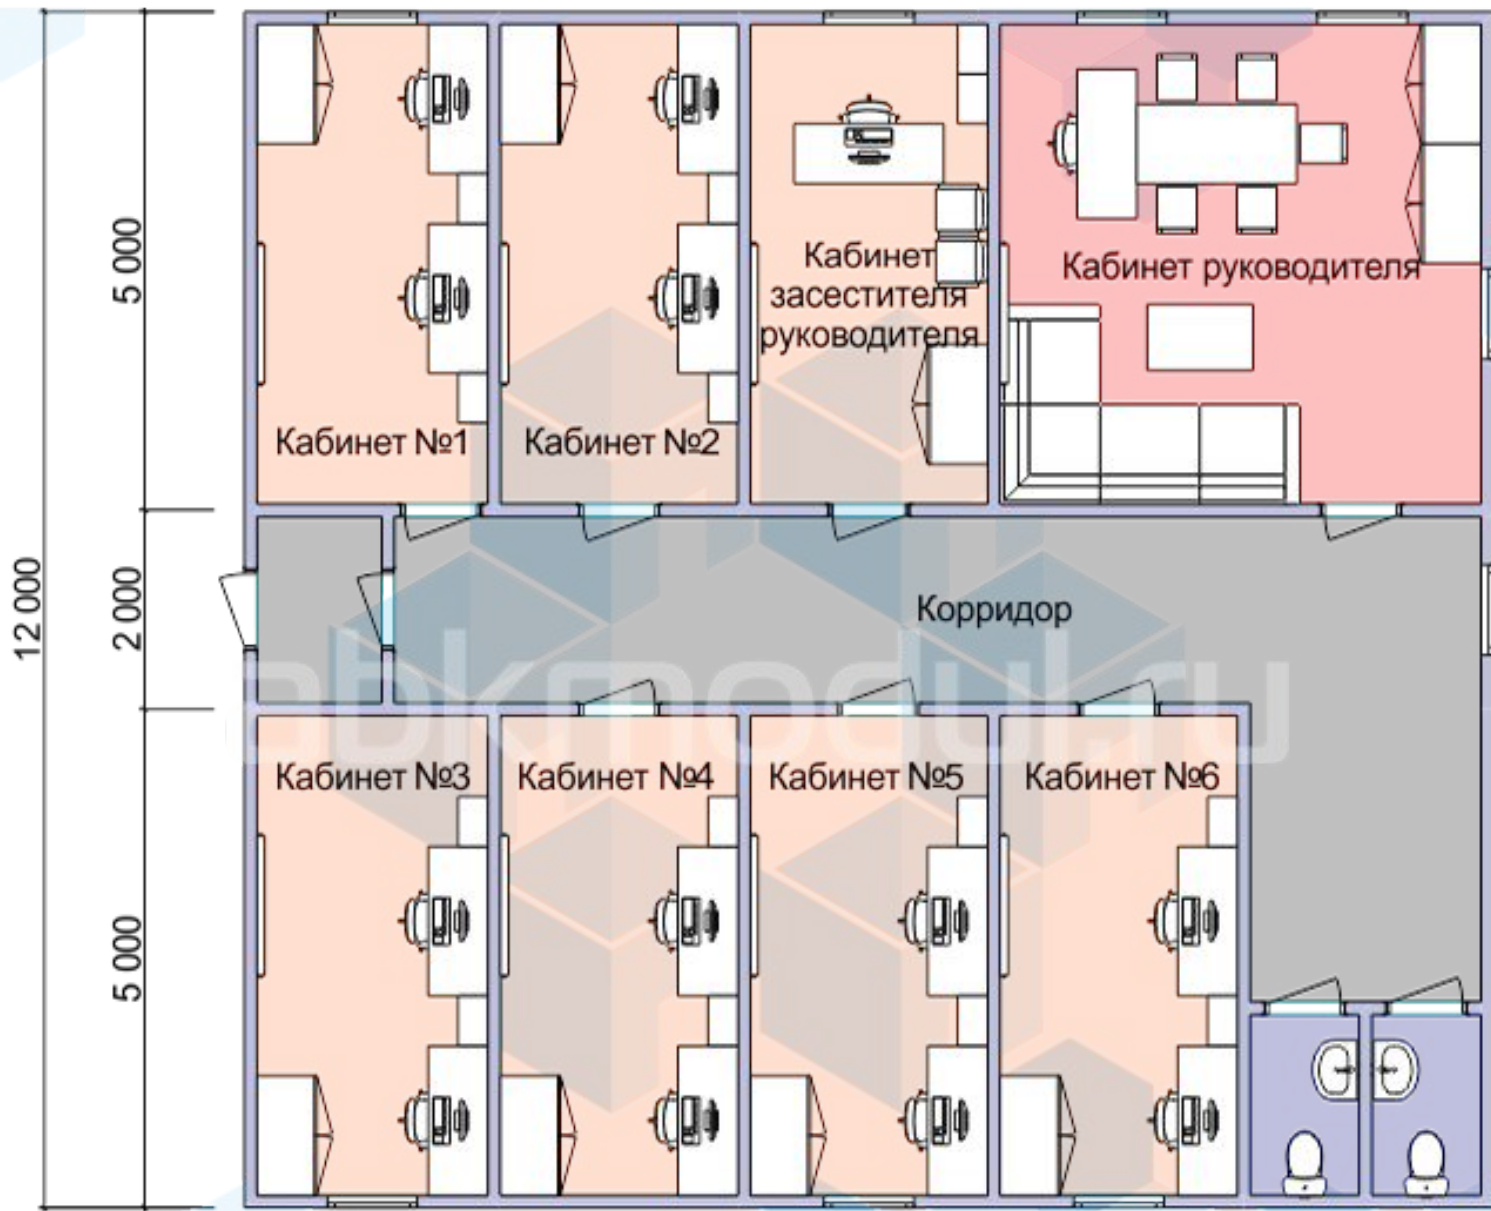 5 000
Кабинет
засестителя
руководителя
Кабинет руководителя
Кабинет №1
Кабинет №2
12 000
2 000
Корридор
abkmodul.ru
Кабинет №3
Кабинет №4
Кабинет №5
Кабинет №6
5 000